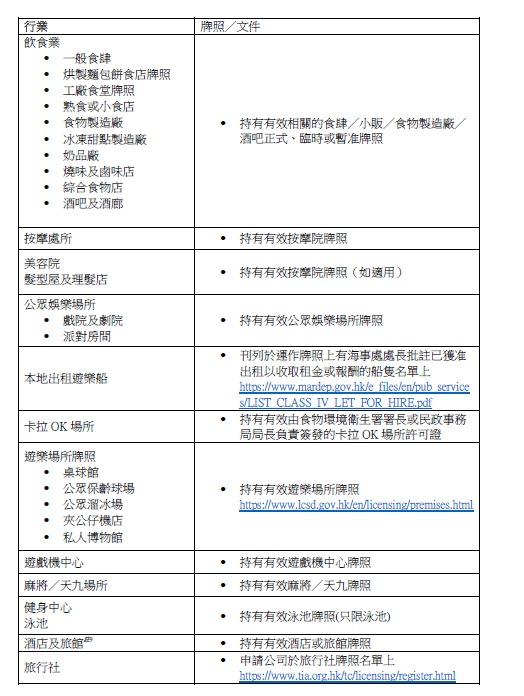 行業 牌照／文件
飲食業
• 一般食肆
• 烘製麵包餅食店牌照
• 工廠食堂牌照
• 熟食或小食店
• 食物製造廠
• 冰凍甜點製造廠
• 奶品廠
• 燒味及鹵味店
• 綜合食物店
• 酒吧及酒廊
• 持有有效相關的食肆／小販／食物製造廠／
酒吧正式、臨時或暫准牌照
按摩處所 • 持有有效按摩院牌照
美容院
髮型屋及理髮店
• 持有有效按摩院牌照（如適用）
公眾娛樂場所
• 戲院及劇院
• 派對房間
• 持有有效公眾娛樂場所牌照
本地出租遊樂船
• 刊列於運作牌照上有海事處處長批註已獲准
出租以收取租金或報酬的船隻名單上
https://www.mardep.gov.hk/e_files/en/pub_service
s/LIST_CLASS_IV_LET_FOR_HIRE.pdf
卡拉 OK 場所
• 持有有效由食物環境衛生署署長或民政事務
局局長負責簽發的卡拉 OK 場所許可證
遊樂場所牌照
• 桌球館
• 公眾保齡球場
• 公眾溜冰場
• 夾公仔機店
• 私人博物館
• 持有有效遊樂場所牌照
https://www.lcsd.gov.hk/en/licensing/premises.html
遊戲機中心 • 持有有效遊戲機中心牌照
麻將／天九場所 • 持有有效麻將／天九牌照
健身中心
泳池
• 持有有效泳池牌照(只限泳池)
酒店及旅館 • 持有有效酒店或旅館牌照
旅行社
• 申請公司於旅行社牌照名單上
https://www.tia.org.hk/tc/licensing/register.html